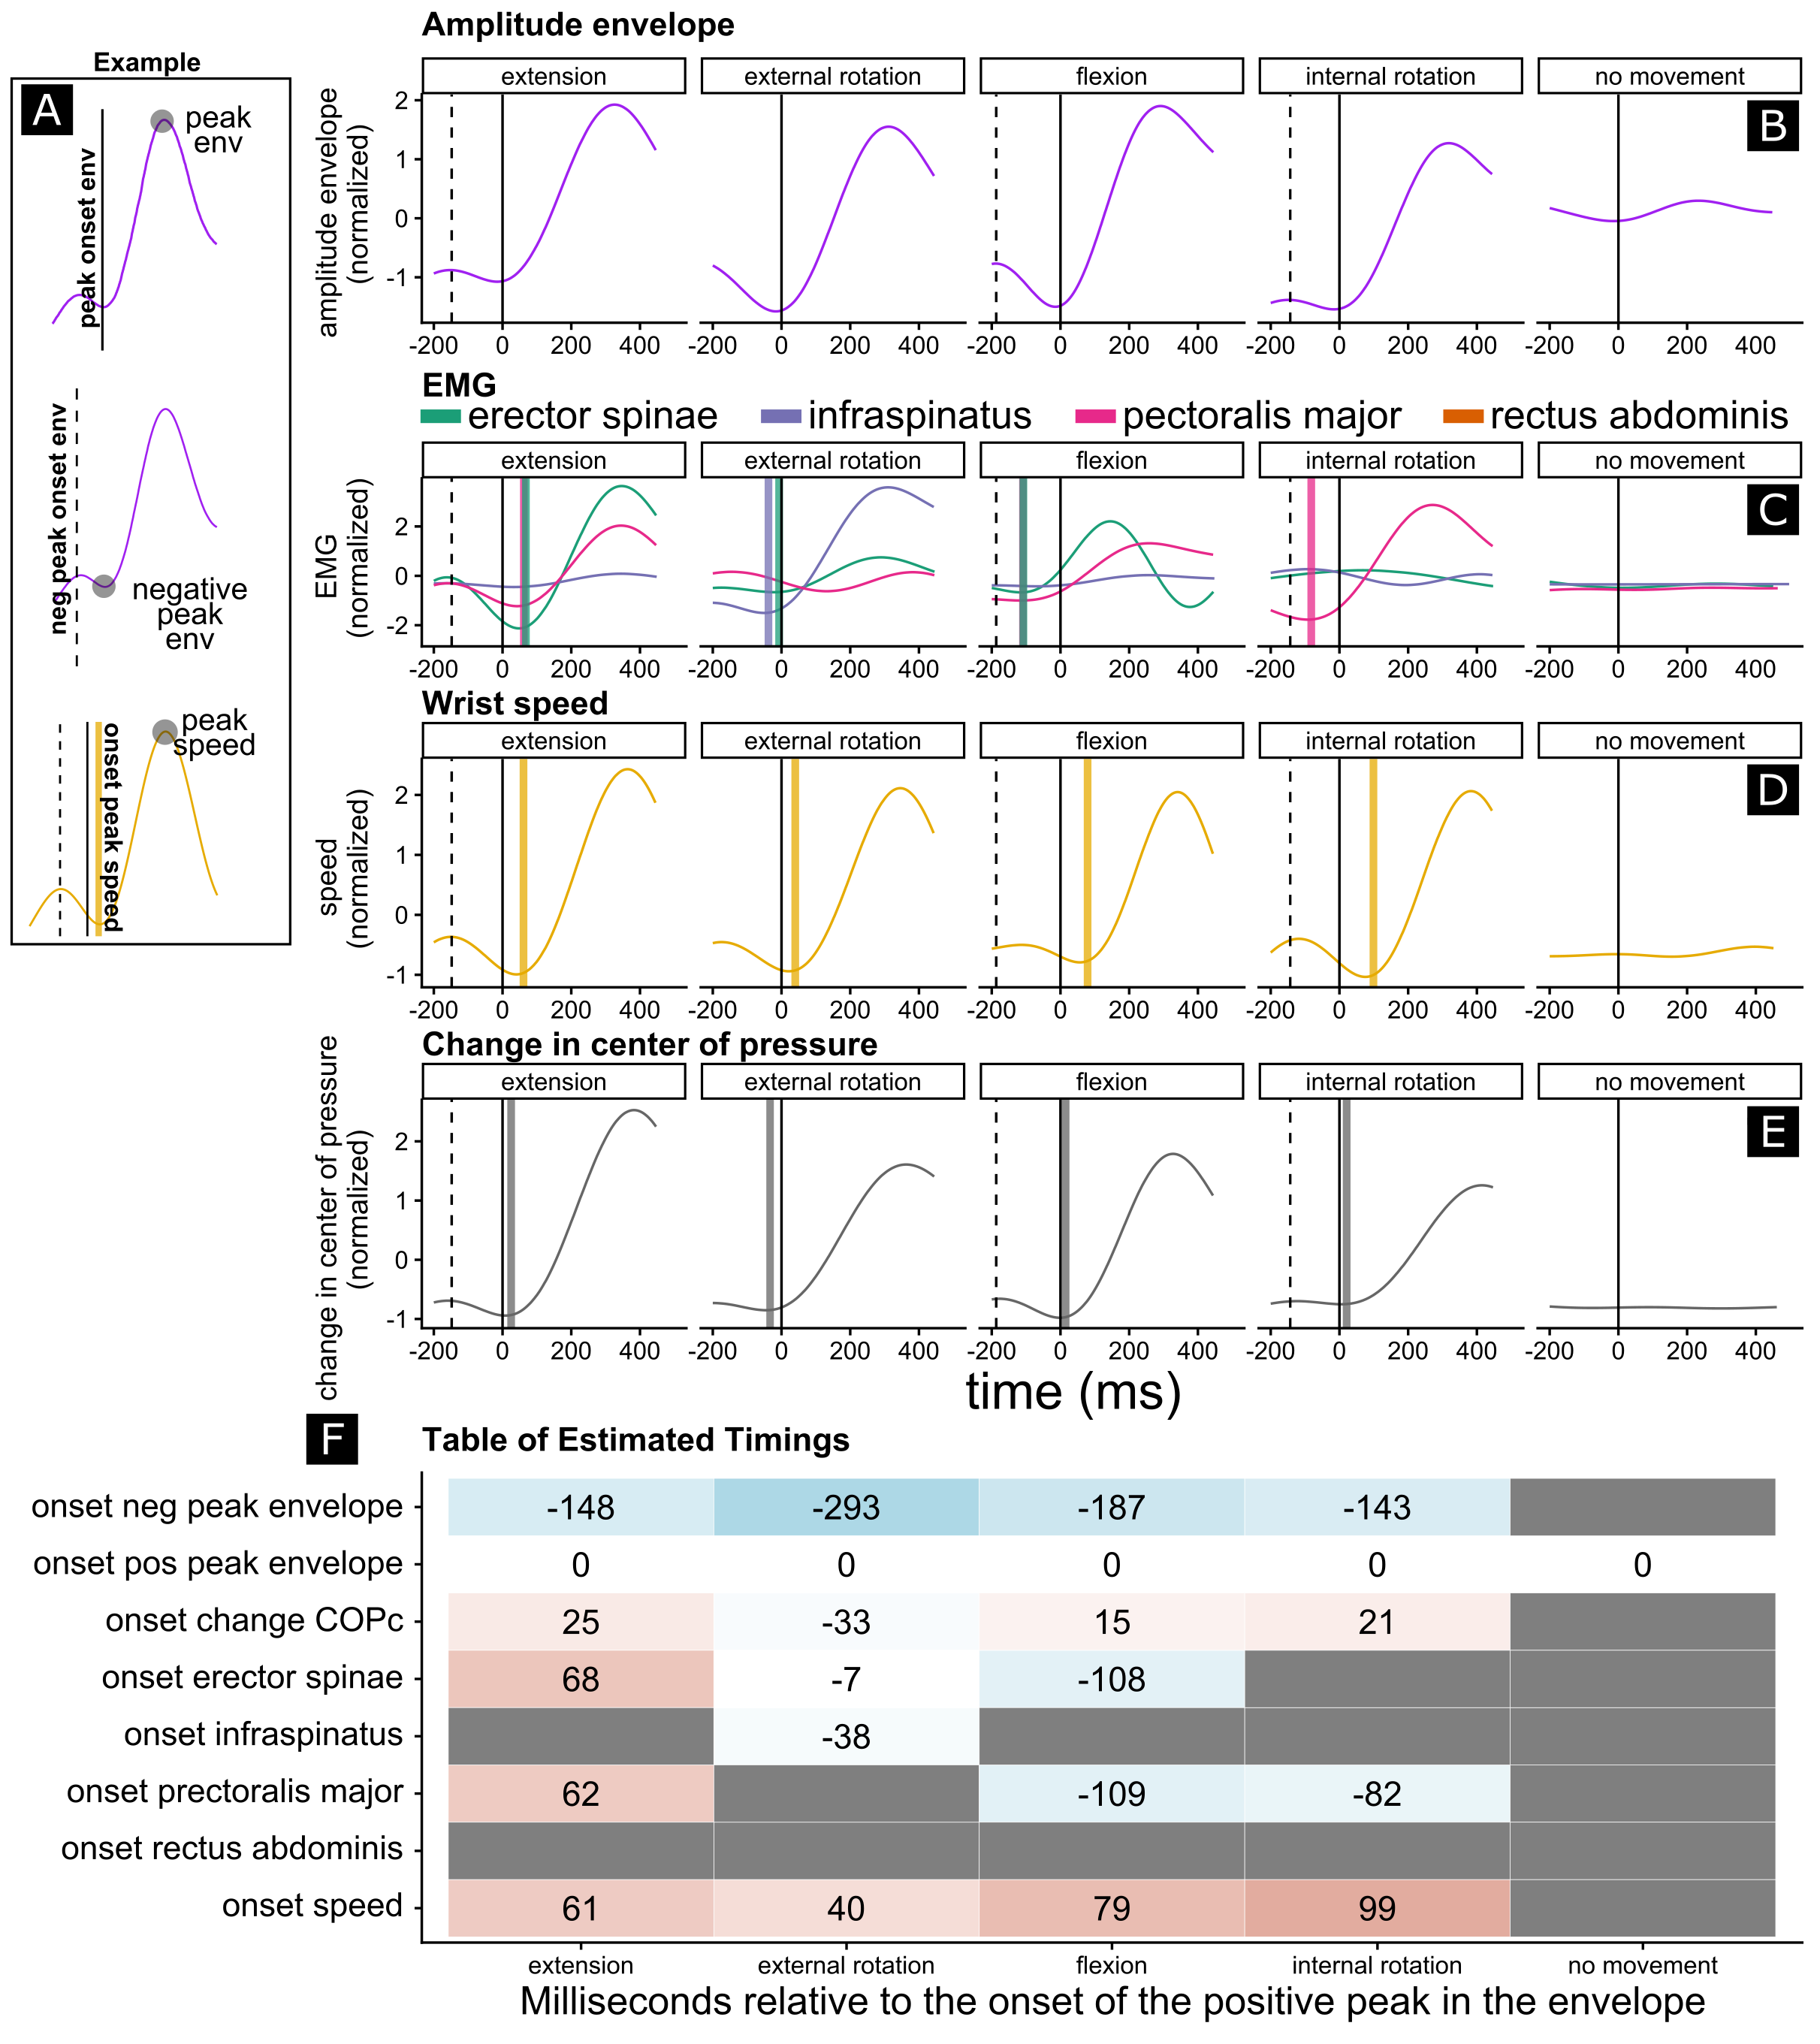 Example
A
peak
env
peak onset env
neg peak onset env
negative
peak
env
peak
speed
onset peak speed
Amplitude envelope
extension external rotation flexion internal rotation no movement
B
amplitude envelope
(normalized)
2
1
0
-1
-200 0 200 400 -200 0 200 400 -200 0 200 400 -200 0 200 400 -200 0 200 400
EMG
erector spinae infraspinatus pectoralis major rectus abdominis
extension external rotation flexion internal rotation no movement
C
EMG
(normalized)
2
0
-2
-200 0 200 400 -200 0 200 400 -200 0 200 400 -200 0 200 400 -200 0 200 400
Wrist speed
extension external rotation flexion internal rotation no movement
D
speed
(normalized)
2
1
0
-1
-200 0 200 400 -200 0 200 400 -200 0 200 400 -200 0 200 400 -200 0 200 400
Change in center of pressure
extension external rotation flexion internal rotation no movement
E
change in center of pressure
(normalized)
2
1
0
-1
-200 0 200 400 -200 0 200 400 -200 0 200 400 -200 0 200 400 -200 0 200 400
time (ms)
F
Table of Estimated Timings
onset neg peak envelope -148 -293 -187 -143
onset pos peak envelope 0 0 0 0 0
onset change COPc 25 -33 15 21
onset erector spinae 68 -7 -108
onset infraspinatus -38
onset prectoralis major 62 -109 -82
onset rectus abdominis
onset speed 61 40 79 99
extension external rotation flexion internal rotation no movement
Milliseconds relative to the onset of the positive peak in the envelope